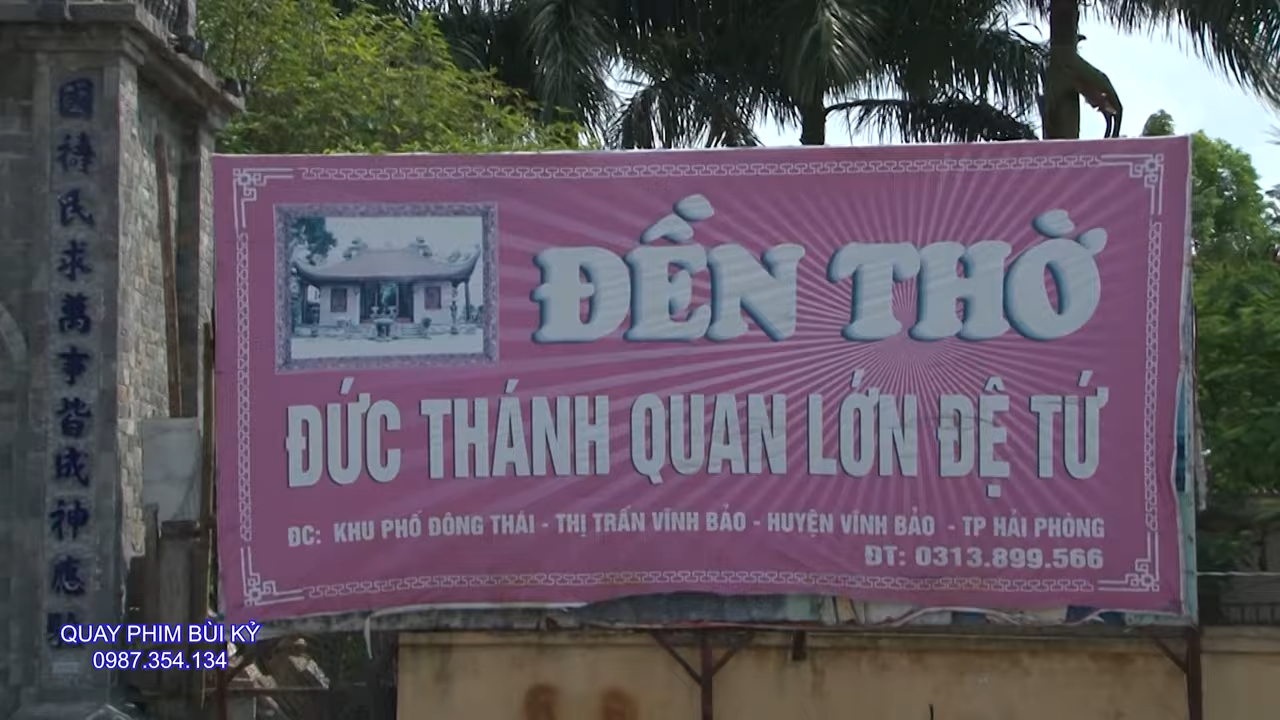 國禱民求萬事皆成神應
ĐỀN THỜ
ĐỨC THÁNH QUAN LỚN ĐỆ TỨ
ĐC: KHU PHỐ ĐÔNG THÁI - THỊ TRẤN VĨNH BẢO - HUYỆN VĨNH BẢO - TP HẢI PHÒNG
ĐT: 0313.899.566
QUAY PHIM BÙI KỶ
0987.354.134